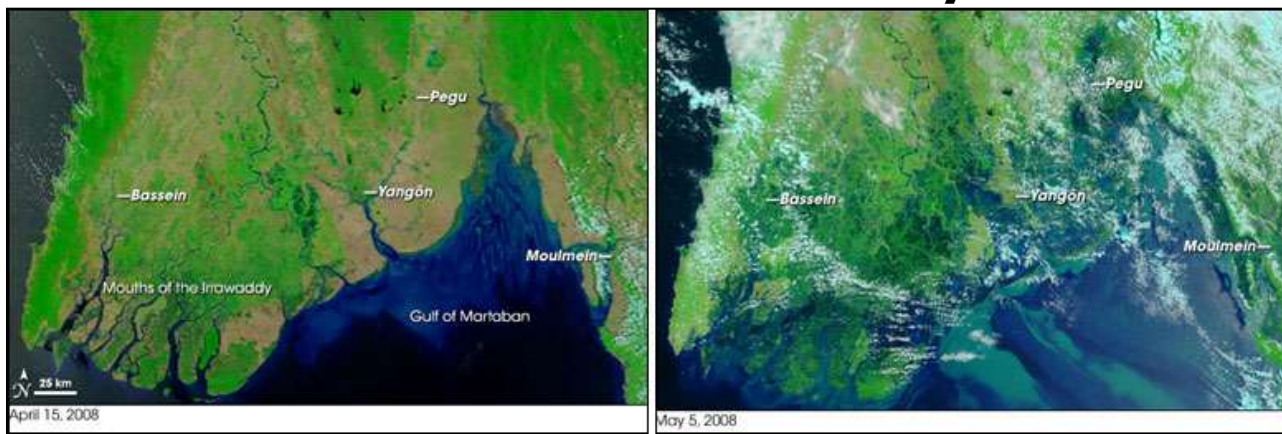 Pegu
Bassein
Yangôn
Moulmein
Mouths of the Irrawaddy
Gulf of Martaban
N
25 km
April 15, 2008
Pegu
Bassein
Yangôn
Moulmein
May 5, 2008